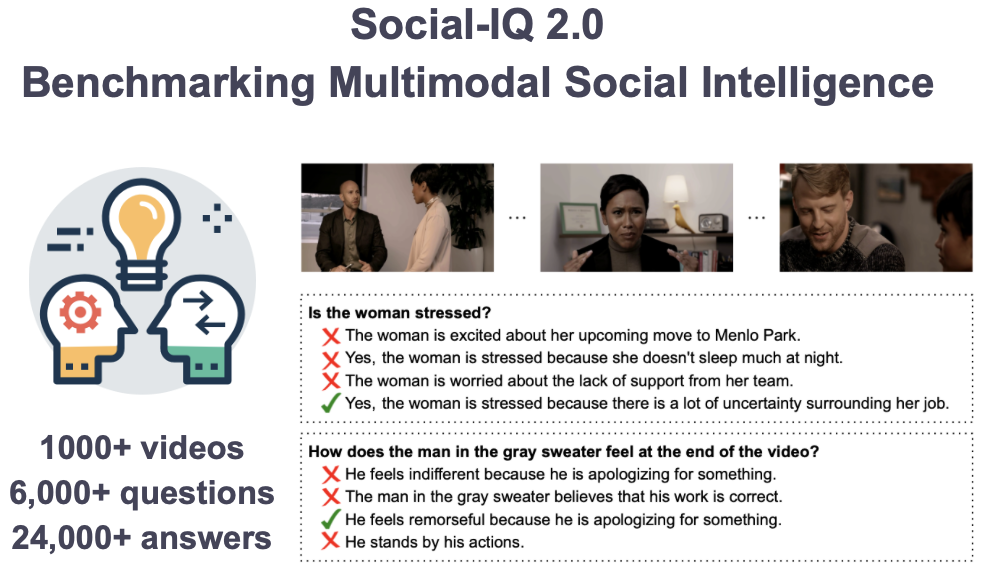 Social-IQ 2.0
Benchmarking Multimodal Social Intelligence
... ...
Is the woman stressed?
❌ The woman is excited about her upcoming move to Menlo Park.
❌ Yes, the woman is stressed because she doesn't sleep much at night.
❌ The woman is worried about the lack of support from her team.
✔ Yes, the woman is stressed because there is a lot of uncertainty surrounding her job.
How does the man in the gray sweater feel at the end of the video?
❌ He feels indifferent because he is apologizing for something.
❌ The man in the gray sweater believes that his work is correct.
✔ He feels remorseful because he is apologizing for something.
❌ He stands by his actions.
1000+ videos
6,000+ questions
24,000+ answers